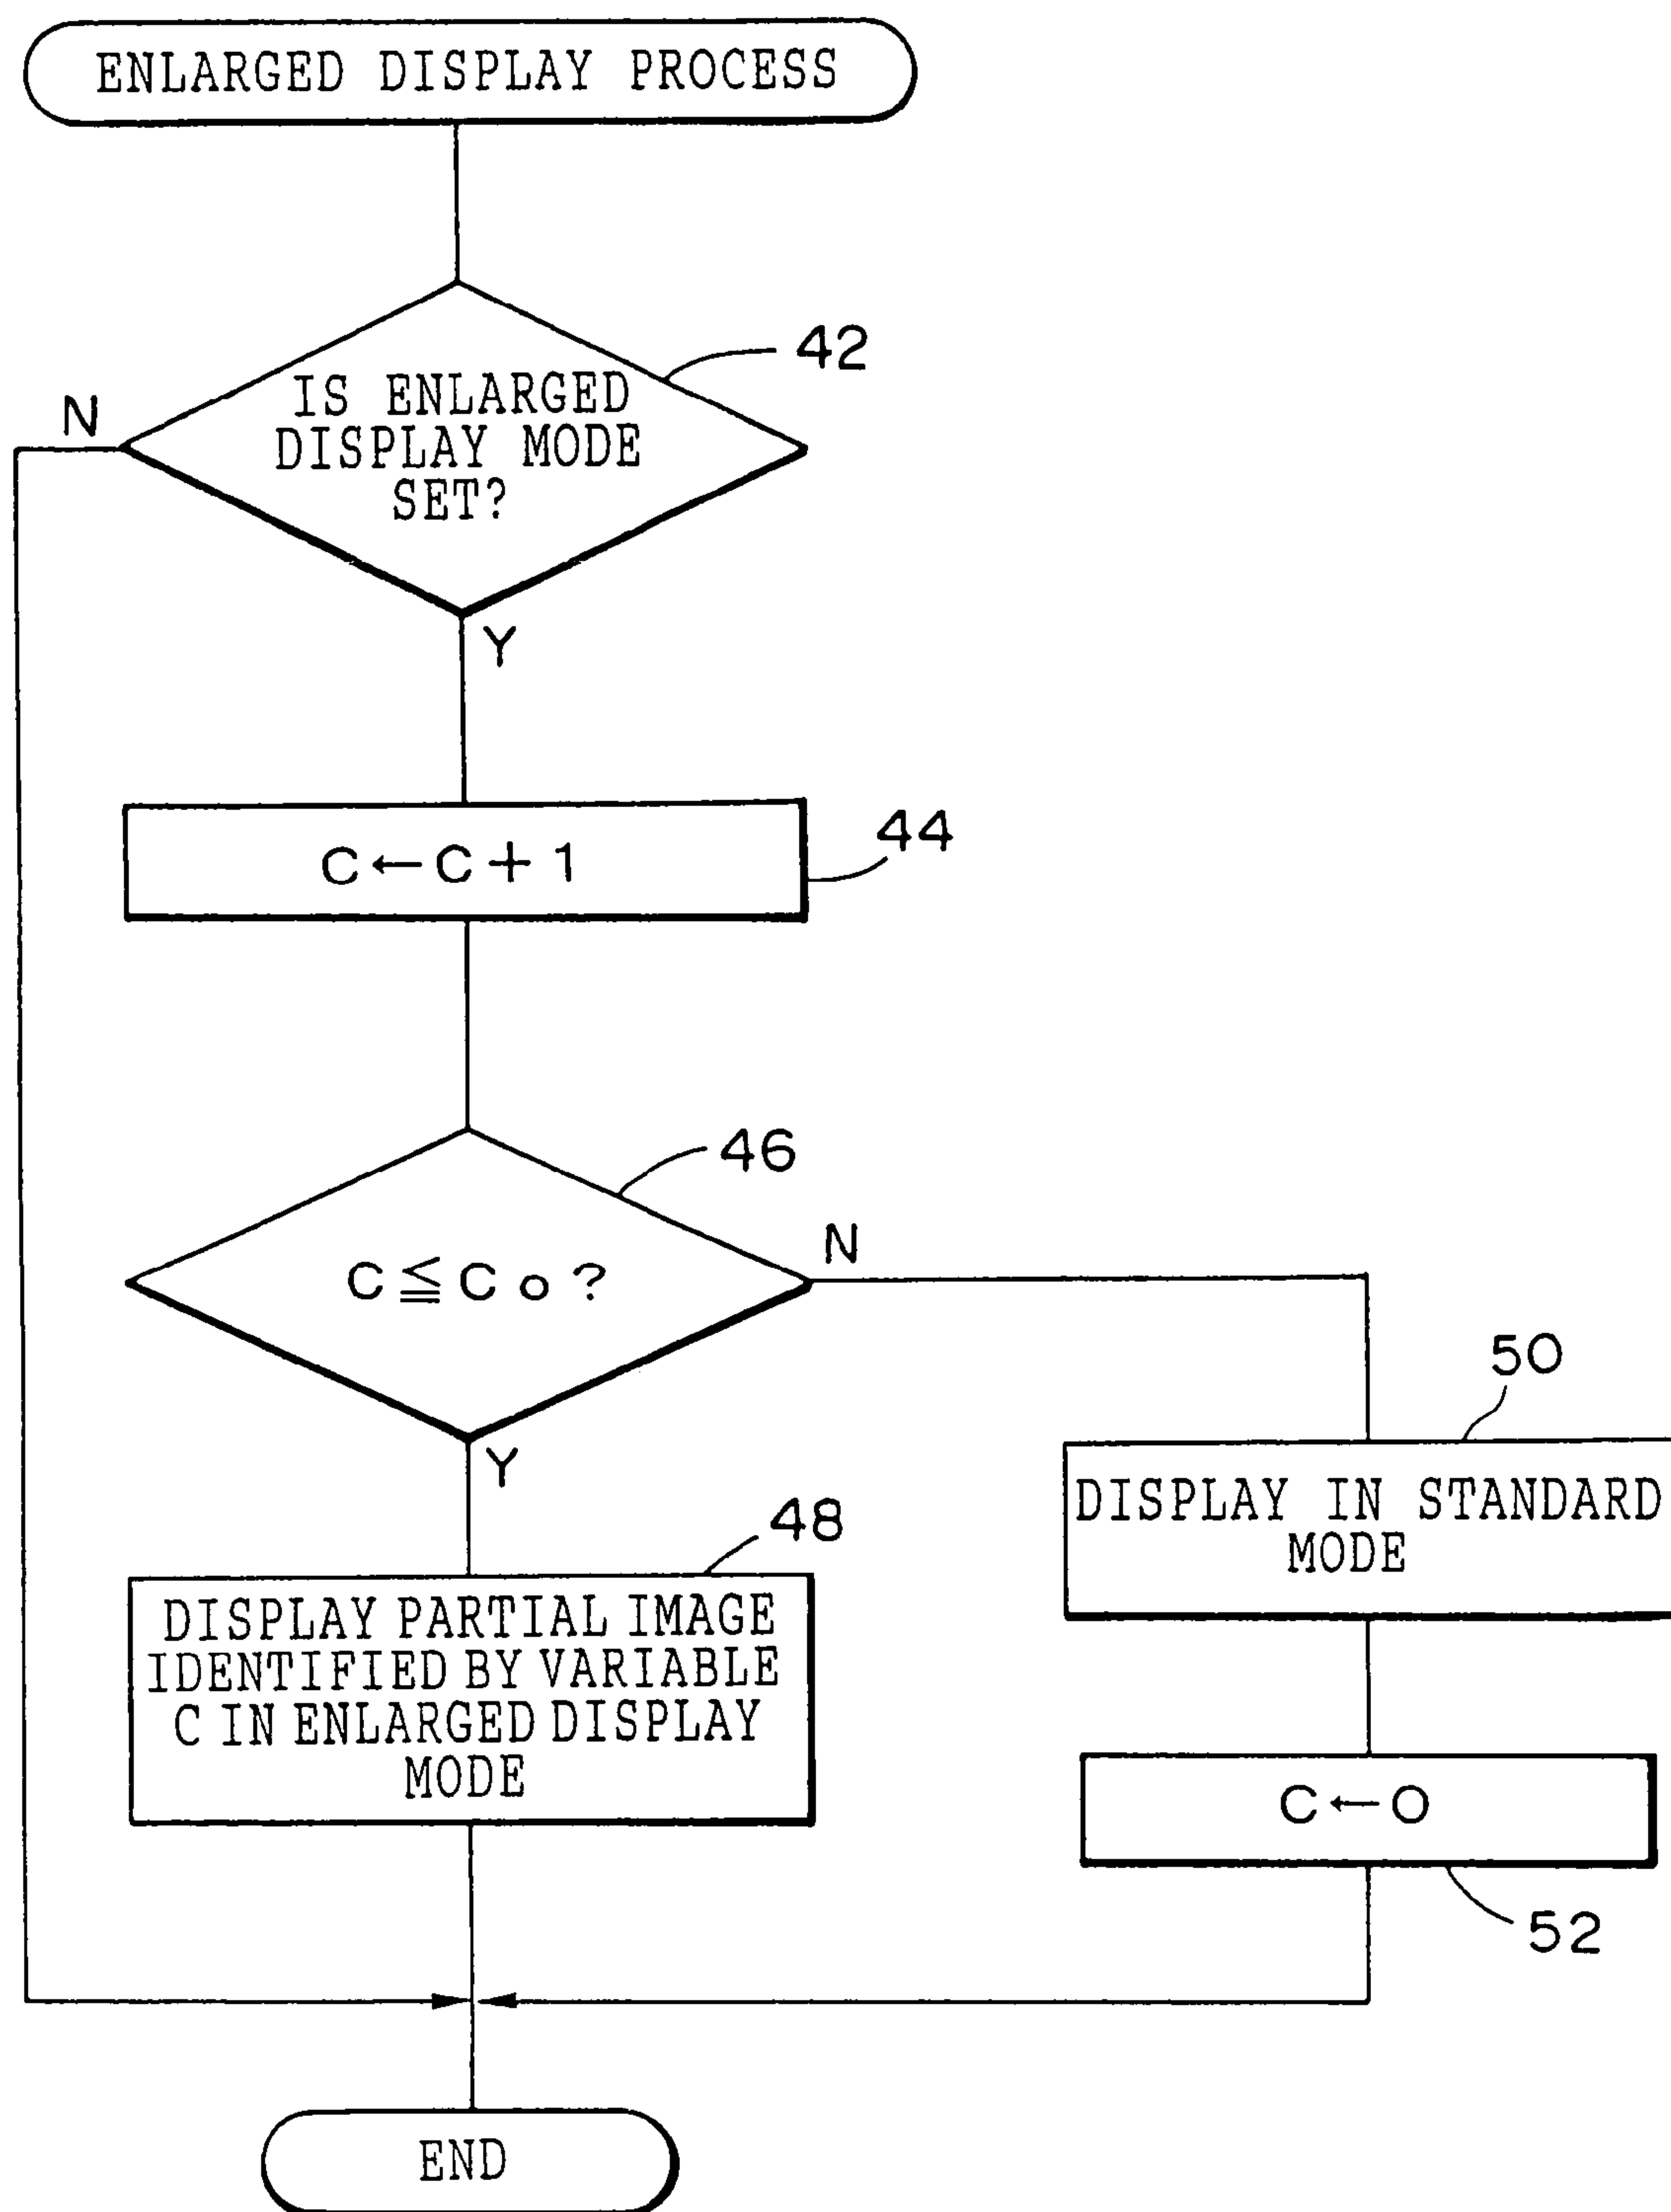 ENLARGED DISPLAY PROCESS
42
N
IS ENLARGED
DISPLAY MODE
SET?
Y
44
C←C+1
46
N
C≦Co?
Y
50
DISPLAY IN STANDARD
MODE
48
DISPLAY PARTIAL IMAGE
IDENTIFIED BY VARIABLE
C IN ENLARGED DISPLAY
MODE
C←0
52
END